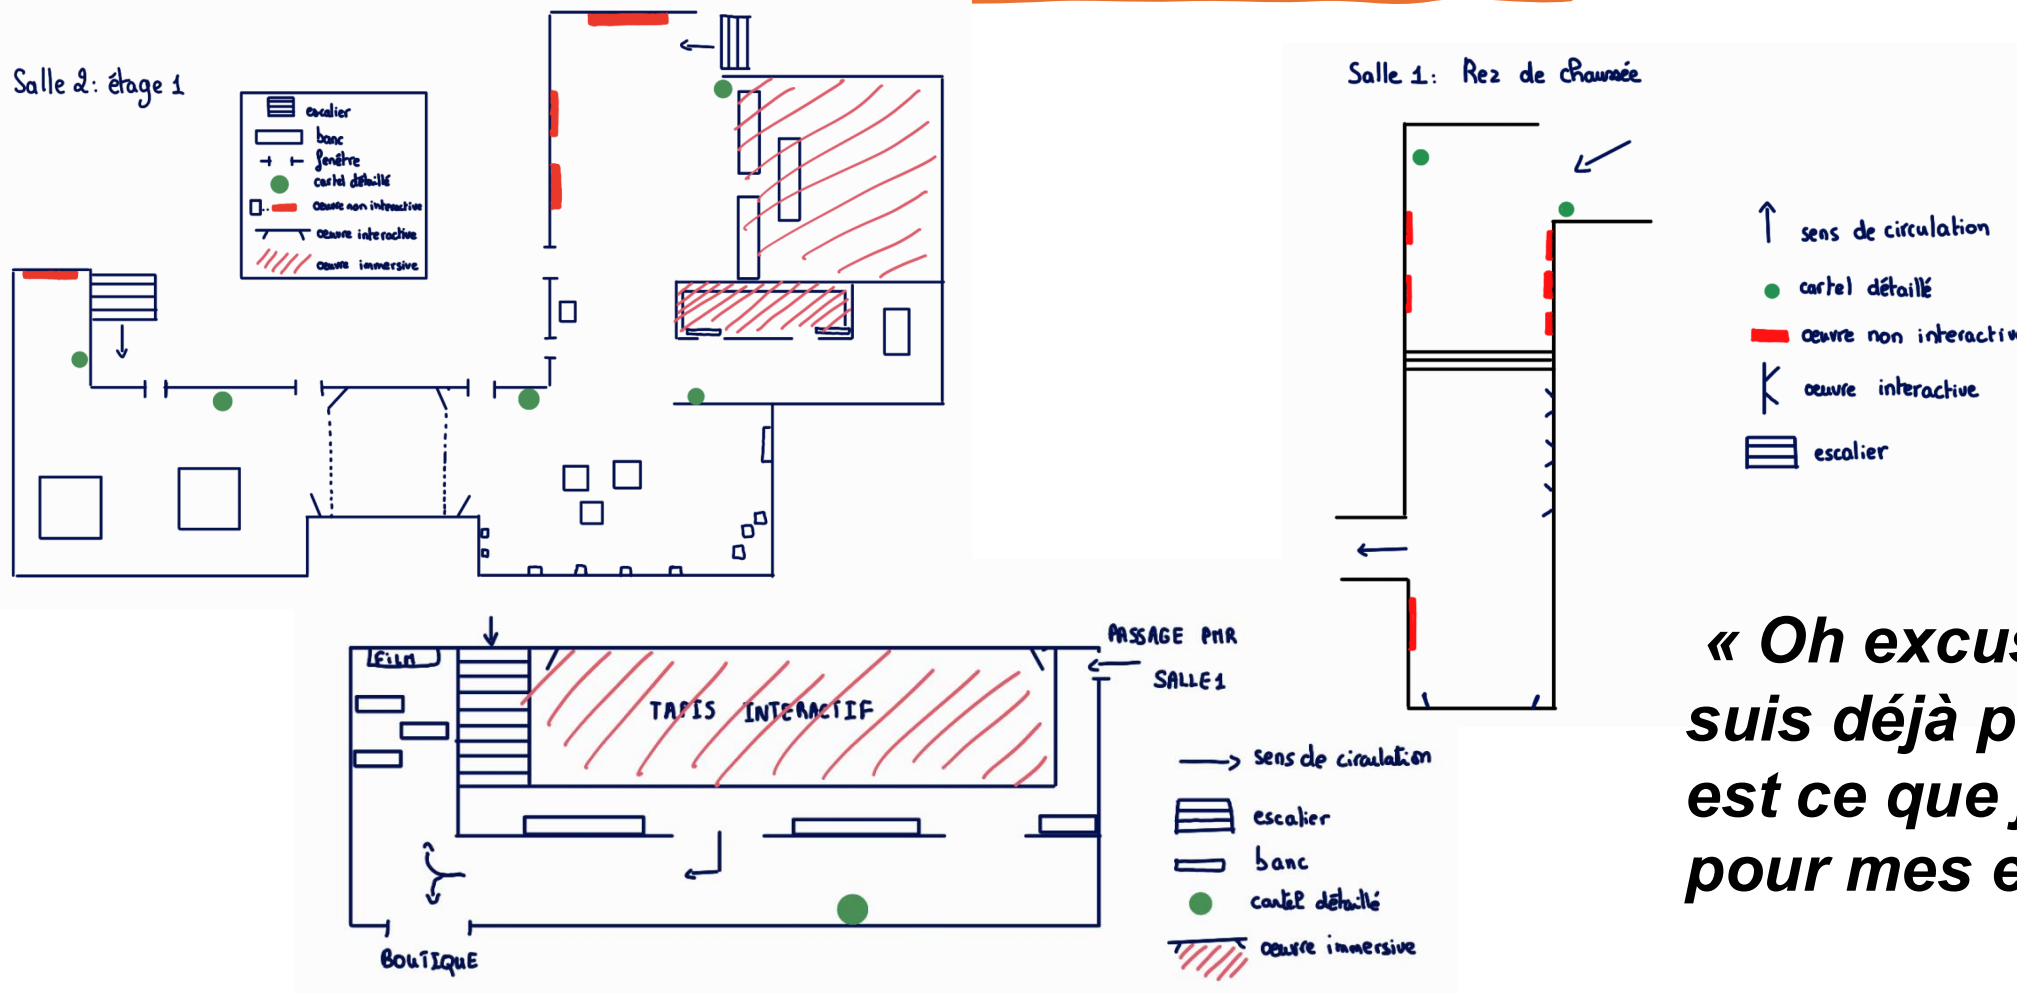 Salle 2: étage 1
escalier
banc
fenêtre
cartel détaillé
oeuvre non interactive
oeuvre interactive
oeuvre immersive
Salle 1: Rez de chaussée
sens de circulation
cartel détaillé
oeuvre non interactiv
oeuvre interactive
escalier
FILM
TAPIS INTERACTIF
PASSAGE PMR
SALLE 1
BOUTIQUE
sens de circulation
escalier
banc
cartel détaillé
oeuvre immersive
« Oh excus
suis déjà p
est ce que j
pour mes e